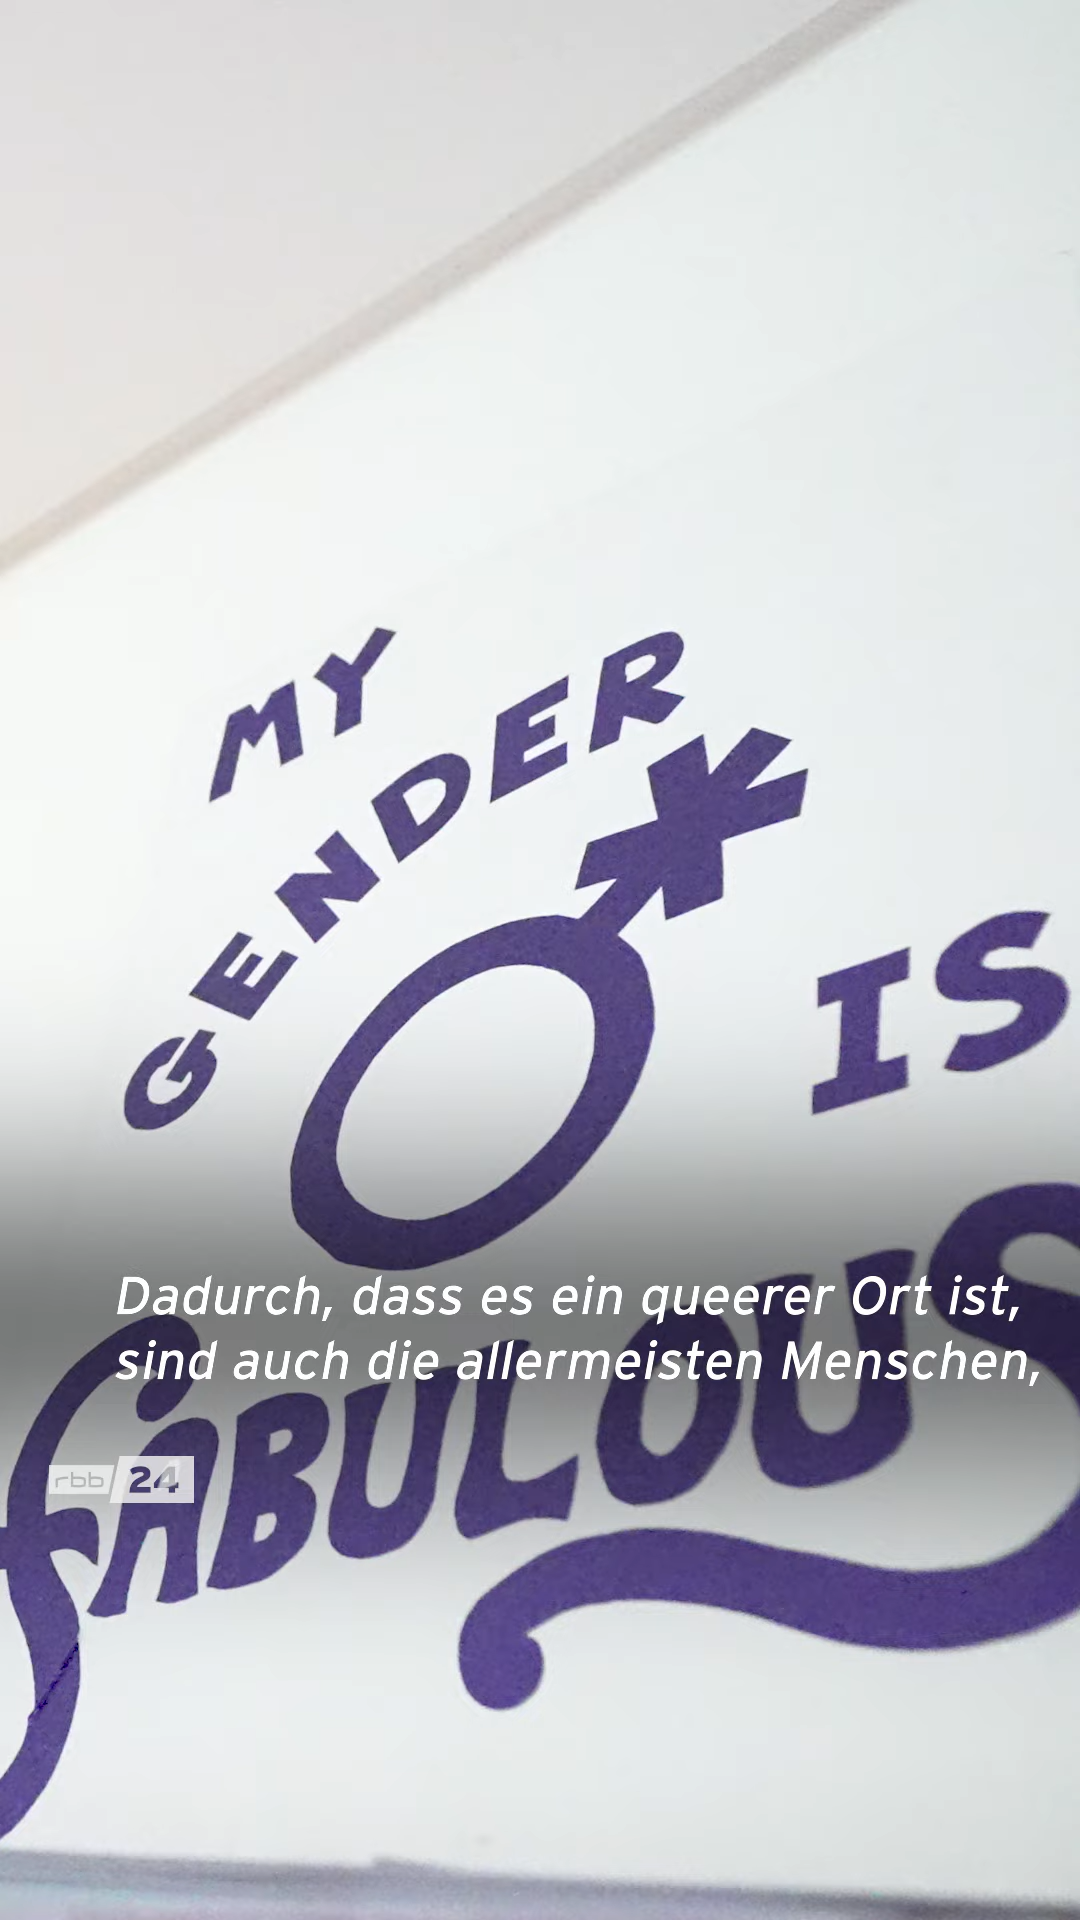 MY
GENDER
IS
fABULOUS
Dadurch, dass es ein queerer Ort ist,
sind auch die allermeisten Menschen,
rbb 24